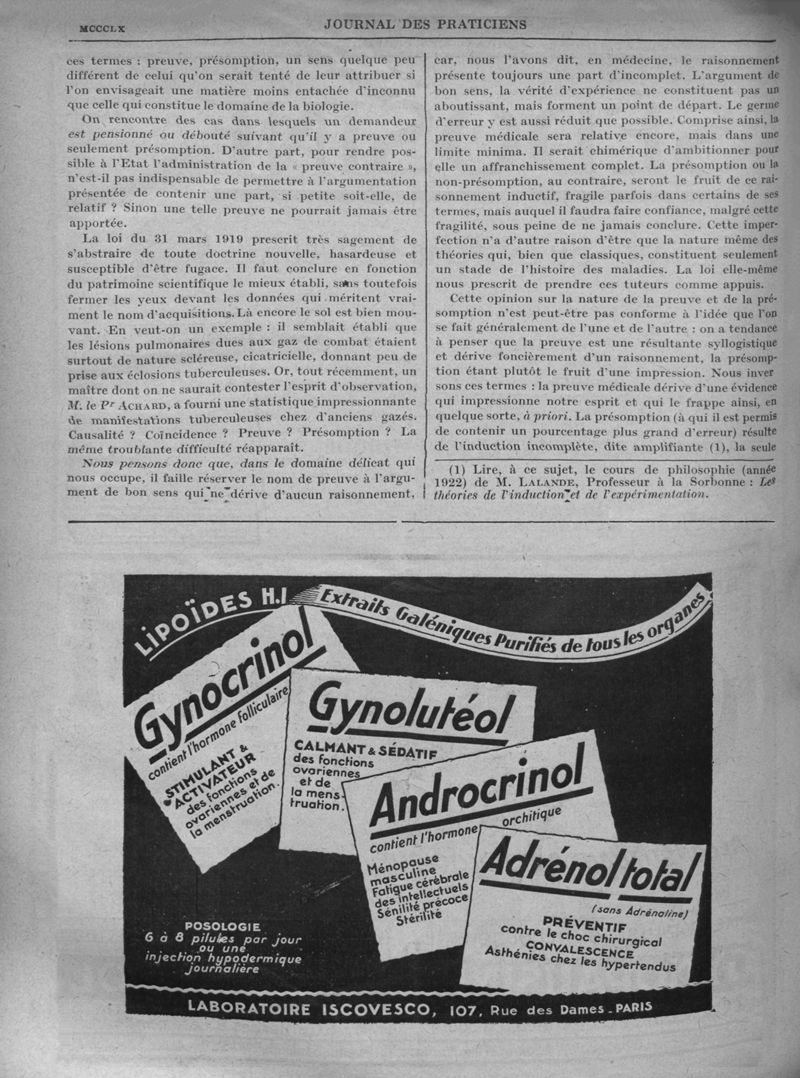 MCCCLX
JOURNAL DES PRATICIENS
ces termes : preuve, présomption, un sens quelque peu
différent de celui qu'on serait tenté de leur attribuer si
l'on envisageait une matière moins entachée d'inconnu
que celle qui constitue le domaine de la biologie.
On rencontre des cas dans lesquels un demandeur
est pensionné ou débouté suivant qu'il y a preuve ou
seulement présomption. D'autre part, pour rendre pos-
sible à l'Etat l'administration de la « preuve contraire »,
n'est-il pas indispensable de permettre à l'argumentation
présentée de contenir une part, si petite soit-elle, de
relatif ? Sinon une telle preuve ne pourrait jamais être
apportée.
La loi du 31 mars 1919 prescrit très sagement de
s'abstraire de toute doctrine nouvelle, hasardeuse et
susceptible d'être fugace. Il faut conclure en fonction
du patrimoine scientifique le mieux établi, sans toutefois
fermer les yeux devant les données qui méritent vrai-
ment le nom d'acquisitions. Là encore le sol est bien mou-
vant. En veut-on un exemple : il semblait établi que
les lésions pulmonaires dues aux gaz de combat étaient
surtout de nature scléreuse, cicatricielle, donnant peu de
prise aux éclosions tuberculeuses. Or, tout récemment, un
maître dont on ne saurait contester l'esprit d'observation,
M. le Pr ACHARD, a fourni une statistique impressionnante
de manifestations tuberculeuses chez d'anciens gazés.
Causalité ? Coïncidence ? Preuve ? Présomption ? La
même troublante difficulté réapparaît.
Nous pensons donc que, dans le domaine délicat qui
nous occupe, il faille réserver le nom de preuve à l'argu-
ment de bon sens qui ne dérive d'aucun raisonnement,
car, nous l'avons dit, en médecine, le raisonnement
présente toujours une part d'incomplet. L'argument de
bon sens, la vérité d'expérience ne constituent pas un
aboutissant, mais forment un point de départ. Le germe
d'erreur y est aussi réduit que possible. Comprise ainsi, la
preuve médicale sera relative encore, mais dans une
limite minima. Il serait chimérique d'ambitionner pour
elle un affranchissement complet. La présomption ou la
non-présomption, au contraire, seront le fruit de ce rai-
sonnement inductif, fragile parfois dans certains de ses
termes, mais auquel il faudra faire confiance, malgré cette
fragilité, sous peine de ne jamais conclure. Cette imper-
fection n'a d'autre raison d'être que la nature même des
théories qui, bien que classiques, constituent seulement
un stade de l'histoire des maladies. La loi elle-même
nous prescrit de prendre ces tuteurs comme appuis.
Cette opinion sur la nature de la preuve et de la pré-
somption n'est peut-être pas conforme à l'idée que l'on
se fait généralement de l'une et de l'autre : on a tendance
à penser que la preuve est une résultante syllogistique
et dérive foncièrement d'un raisonnement, la présomp-
tion étant plutôt le fruit d'une impression. Nous inver
sons ces termes : la preuve médicale dérive d'une évidence
qui impressionne notre esprit et qui le frappe ainsi, en
quelque sorte, à priori. La présomption (à qui il est permis
de contenir un pourcentage plus grand d'erreur) résulte
de l'induction incomplète, dite amplifiante (1), la seule
(1) Lire, à ce sujet, le cours de philosophie (année
1922) de M. LALANDE, Professeur à la Sorbonne : Les
théories de l'induction et de l'expérimentation.
LIPOÏDES H.I
Extraits Galéniques Purifiés de tous les organes
Gynocrinol
contient l'hormone folliculaire
STIMULANT &
ACTIVATEUR
des fonctions
ovariennes et de
la menstruation.
Gynolutéol
CALMANT & SÉDATIF
des fonctions
ovariennes
et de
la mens-
truation.
Androcrinol
contient l'hormone orchitique
Ménopause
masculine
Fatigue cérébrale
des intellectuels
Sénilité précoce
Stérilité
Adrénol total
(sans Adrénaline)
PRÉVENTIF
contre le choc chirurgical
CONVALESCENCE
Asthénies chez les hypertendus
POSOLOGIE
6 à 8 pilules par jour
ou une
injection hypodermique
journalière
LABORATOIRE ISCOVESCO, 107, Rue des Dames - PARIS